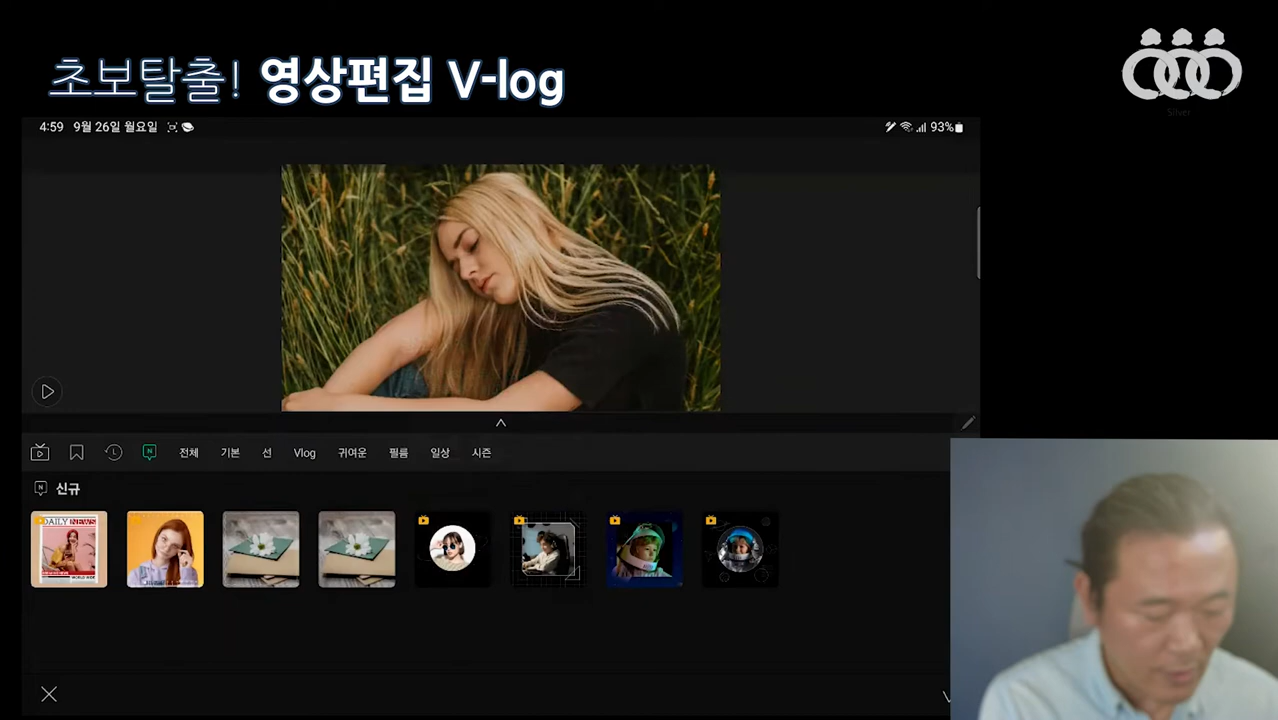 초보탈출! 영상편집 V-log
Silver
4:59 9월 26일 월요일
93%
전체 기본 선 Vlog 귀여운 필름 일상 시즌
N 신규
DAILY NEWS